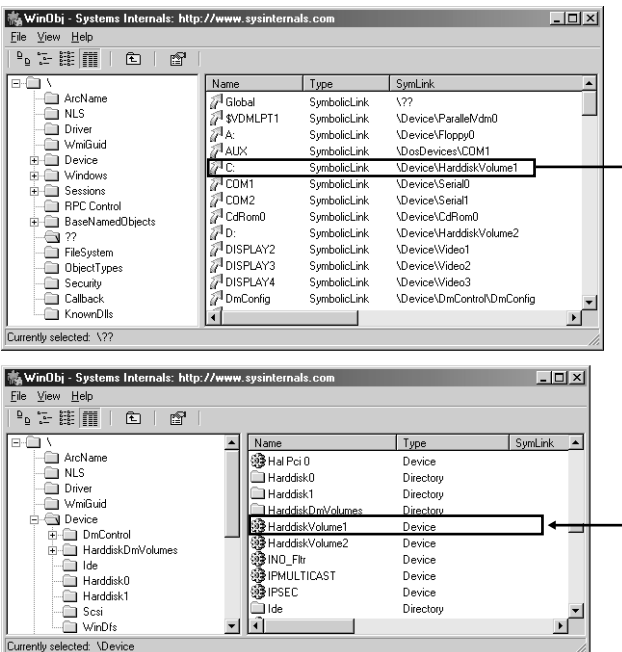 WinObj - Systems Internals: http://www.sysinternals.com
File View Help
\
ArcName
NLS
Driver
WmiGuid
Device
Windows
Sessions
RPC Control
BaseNamedObjects
??
FileSystem
ObjectTypes
Security
Callback
KnownDlls
Name Type SymLink
Global SymbolicLink \??
$VDMLPT1 SymbolicLink \Device\ParallelVdm0
A: SymbolicLink \Device\Floppy0
AUX SymbolicLink \DosDevices\COM1
C: SymbolicLink \Device\HarddiskVolume1
COM1 SymbolicLink \Device\Serial0
COM2 SymbolicLink \Device\Serial1
CdRom0 SymbolicLink \Device\CdRom0
D: SymbolicLink \Device\HarddiskVolume2
DISPLAY2 SymbolicLink \Device\Video1
DISPLAY3 SymbolicLink \Device\Video2
DISPLAY4 SymbolicLink \Device\Video3
DmConfig SymbolicLink \Device\DmControl\DmConfig
Currently selected: \??
WinObj - Systems Internals: http://www.sysinternals.com
File View Help
\
ArcName
NLS
Driver
WmiGuid
Device
DmControl
HarddiskDmVolumes
Ide
Harddisk0
Harddisk1
Scsi
WinDfs
Name Type SymLink
Hal Pci 0 Device
Harddisk0 Directory
Harddisk1 Directory
HarddiskDmVolumes Directory
HarddiskVolume1 Device
HarddiskVolume2 Device
INO_Fltr Device
IPMULTICAST Device
IPSEC Device
Ide Directory
Currently selected: \Device